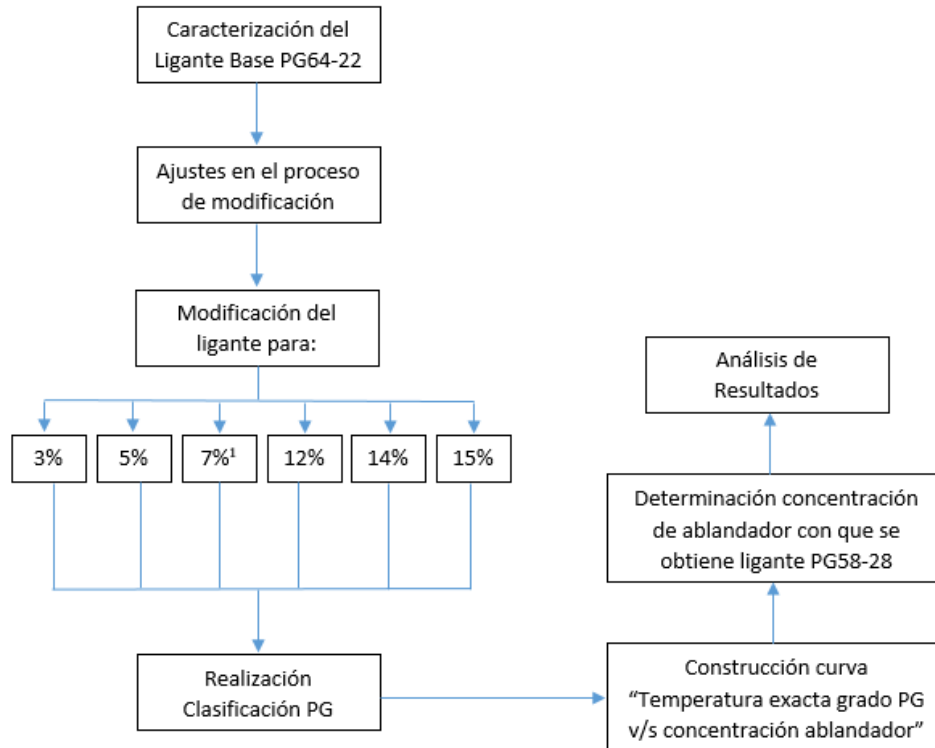 Caracterización del
Ligante Base PG64-22
Ajustes en el proceso
de modificación
Modificación del
ligante para:
3%
5%
7%¹
12%
14%
15%
Realización
Clasificación PG
Construcción curva
“Temperatura exacta grado PG
v/s concentración ablandador”
Determinación concentración
de ablandador con que se
obtiene ligante PG58-28
Análisis de
Resultados